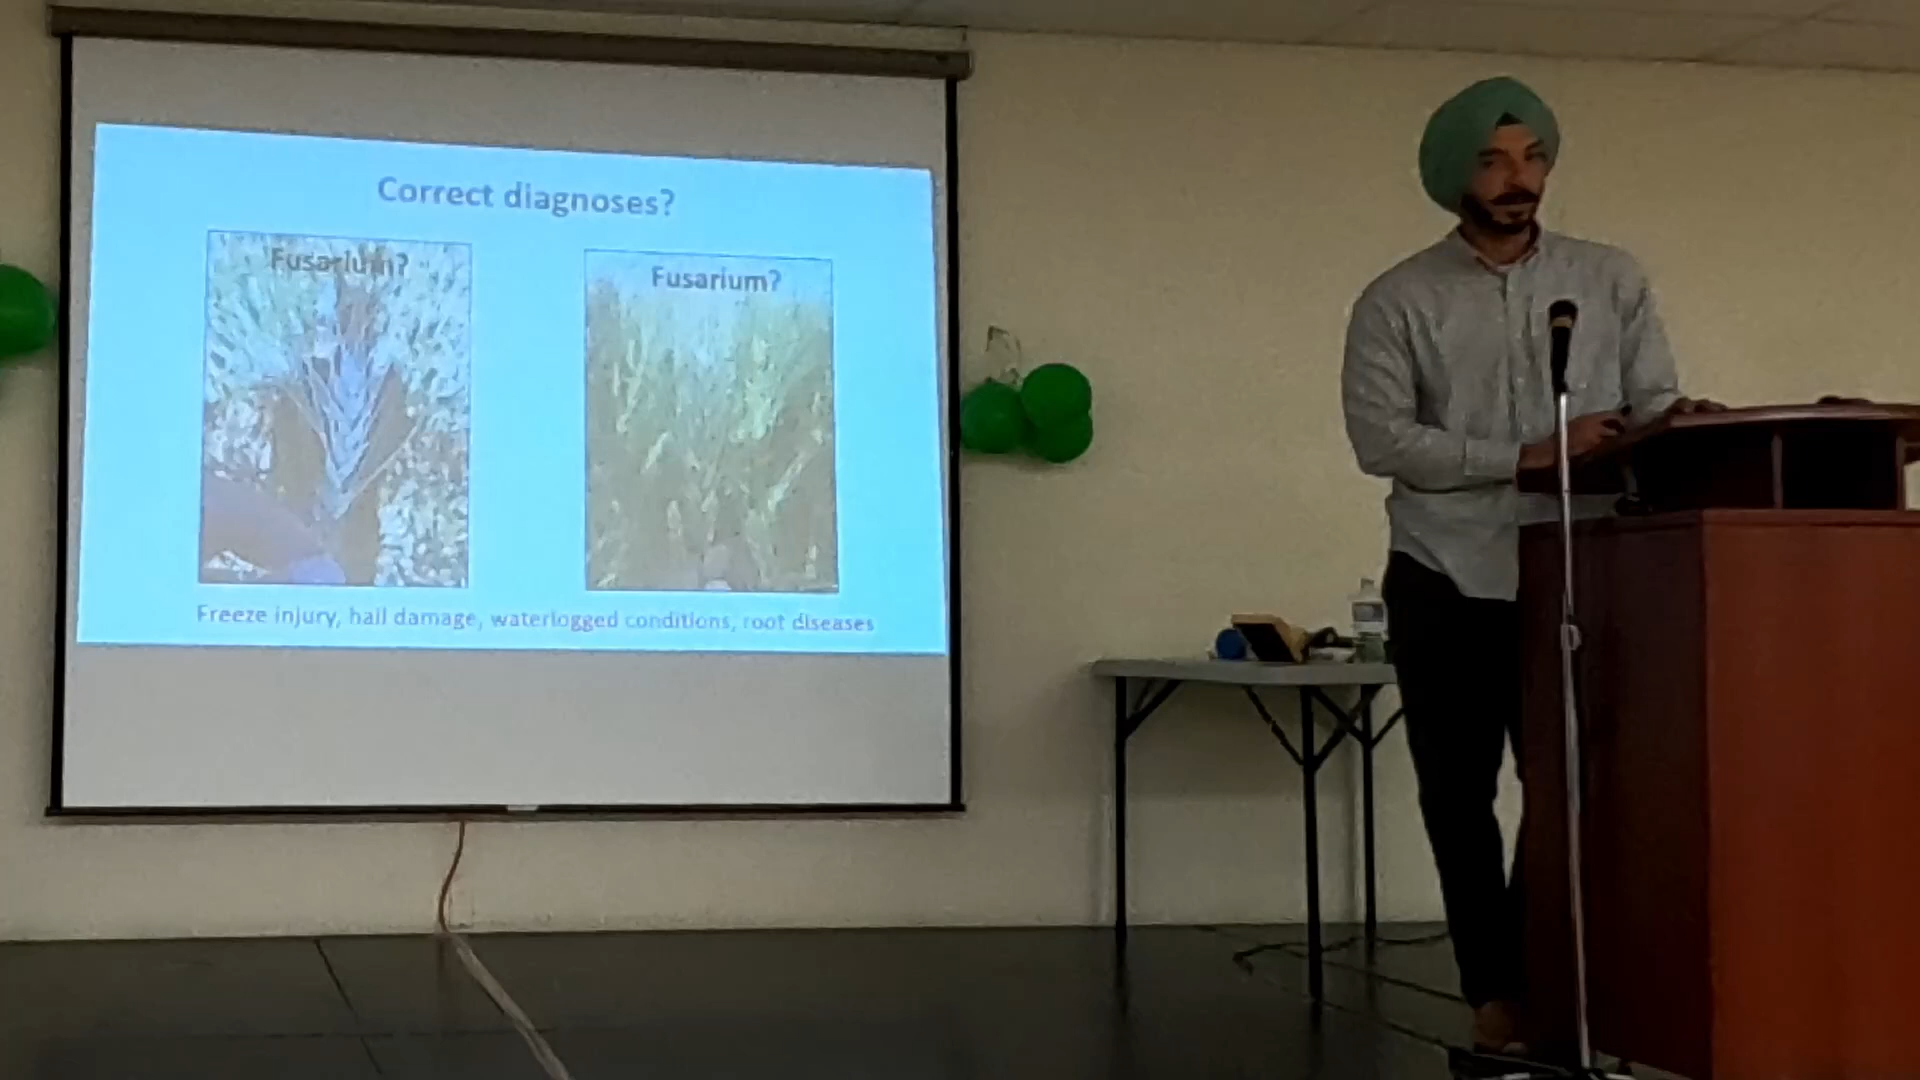 Correct diagnoses?
Fusarium?
Fusarium?
Freeze injury, hail damage, waterlogged conditions, root diseases